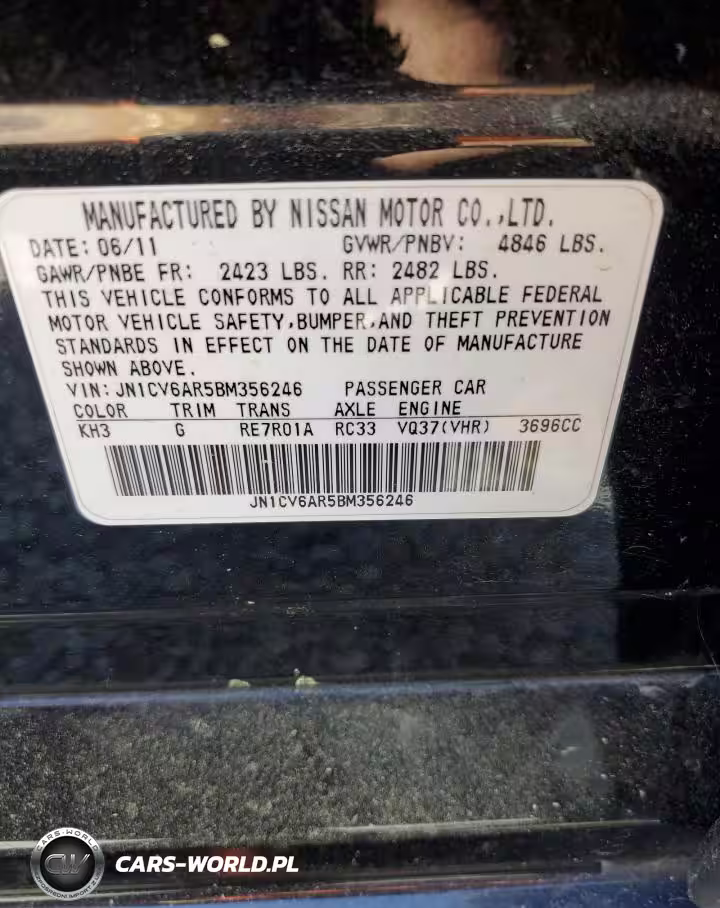 MANUFACTURED BY NISSAN MOTOR CO.,LTD.
DATE: 06/11 GVWR/PNBV: 4846 LBS.
GAWR/PNBE FR: 2423 LBS. RR: 2482 LBS.
THIS VEHICLE CONFORMS TO ALL APPLICABLE FEDERAL
MOTOR VEHICLE SAFETY,BUMPER,AND THEFT PREVENTION
STANDARDS IN EFFECT ON THE DATE OF MANUFACTURE
SHOWN ABOVE.
VIN: JN1CV6AR5BM356246 PASSENGER CAR
COLOR TRIM TRANS AXLE ENGINE
KH3 G RE7R01A RC33 VQ37(VHR) 3696CC
JN1CV6AR5BM356246
CARS-WORLD
CW
CARS-WORLD.PL